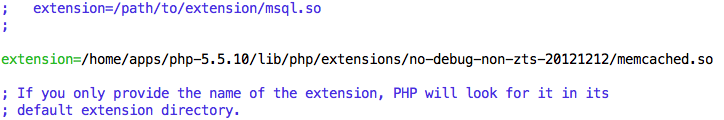 ;   extension=/path/to/extension/msql.so
;
extension=/home/apps/php-5.5.10/lib/php/extensions/no-debug-non-zts-20121212/memcached.so
; If you only provide the name of the extension, PHP will look for it in its
; default extension directory.